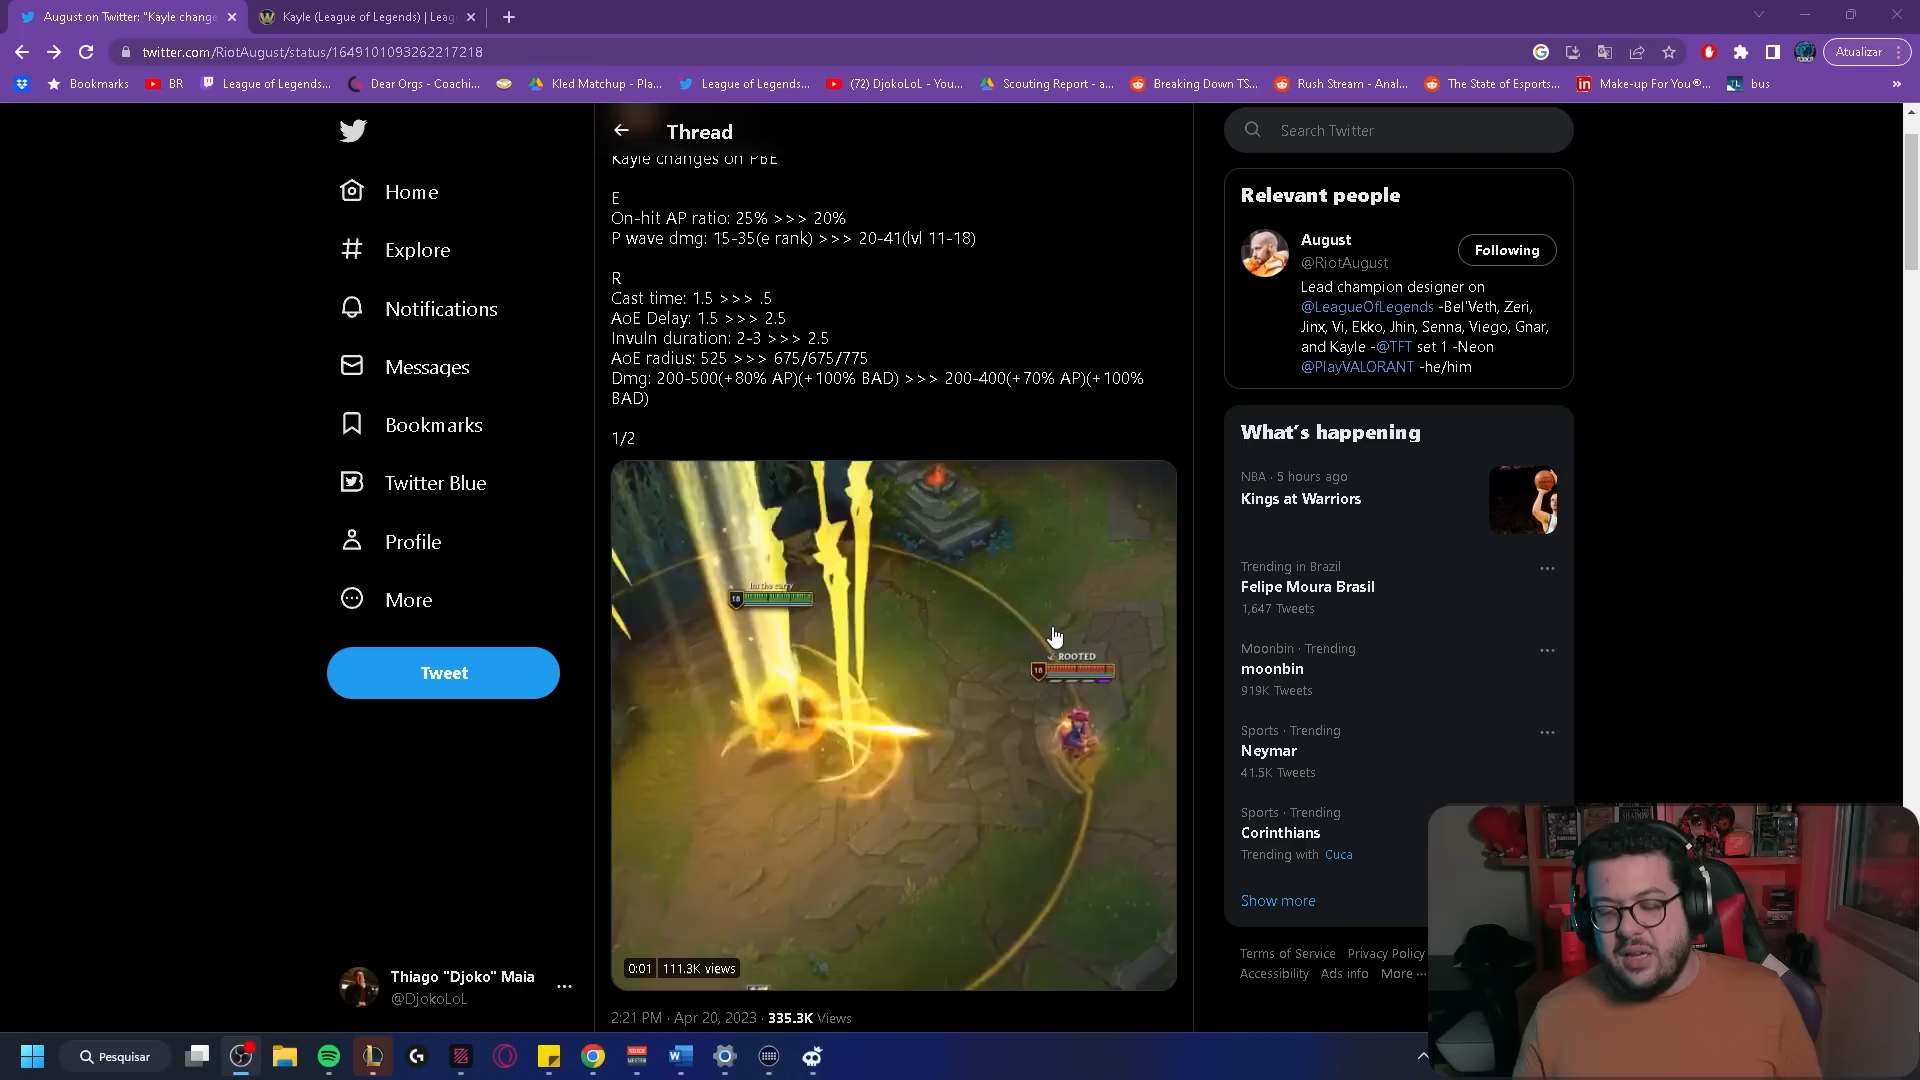 August on Twitter: "Kayle change
Kayle (League of Legends) | Leag
twitter.com/RiotAugust/status/1649101093262217218
Atualizar
Bookmarks
BR
League of Legends...
Dear Orgs - Coachi...
Kled Matchup - Pla...
League of Legends...
(72) DjokoLoL - You...
Scouting Report - a...
Breaking Down TS...
Rush Stream - Anal...
The State of Esports...
Make-up For You®...
bus
Home
Explore
Notifications
Messages
Bookmarks
Twitter Blue
Profile
More
Tweet
Thiago "Djoko" Maia
@DjokoLoL
Thread
Kayle changes on PBE
E
On-hit AP ratio: 25% >>> 20%
P wave dmg: 15-35(e rank) >>> 20-41(lvl 11-18)
R
Cast time: 1.5 >>> .5
AoE Delay: 1.5 >>> 2.5
Invuln duration: 2-3 >>> 2.5
AoE radius: 525 >>> 675/675/775
Dmg: 200-500(+80% AP)(+100% BAD) >>> 200-400(+70% AP)(+100%
BAD)
1/2
18
ROOTED
18
0:01
111.3K views
2:21 PM · Apr 20, 2023 · 335.3K Views
Search Twitter
Relevant people
August
@RiotAugust
Following
Lead champion designer on
@LeagueOfLegends -Bel'Veth, Zeri,
Jinx, Vi, Ekko, Jhin, Senna, Viego, Gnar,
and Kayle -@TFT set 1 -Neon
@PlayVALORANT -he/him
What's happening
NBA · 5 hours ago
Kings at Warriors
Trending in Brazil
Felipe Moura Brasil
1,647 Tweets
Moonbin · Trending
moonbin
919K Tweets
Sports · Trending
Neymar
41.5K Tweets
Sports · Trending
Corinthians
Trending with Cuca
Show more
Terms of Service Privacy Policy
Accessibility Ads info More ···
Pesquisar